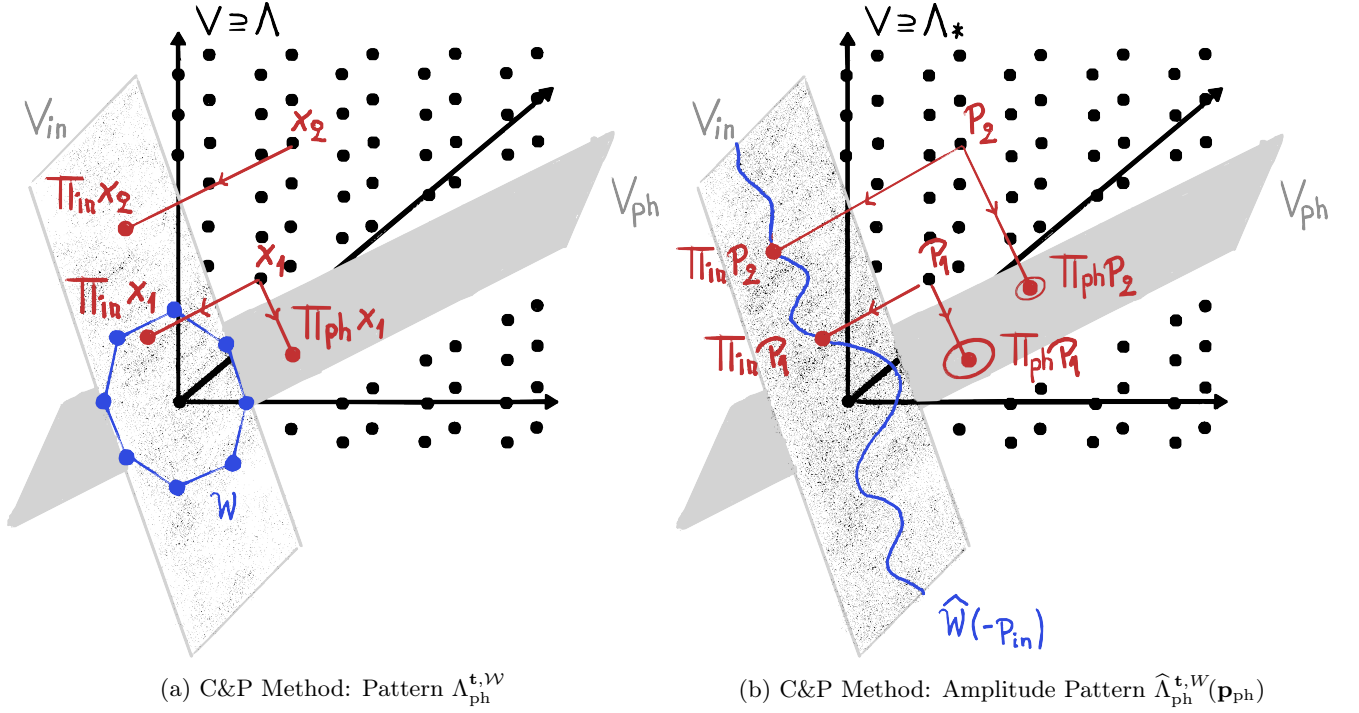 V ⊇ Λ
V_in
x_2
Π_in x_2
V_ph
x_1
Π_in x_1
Π_ph x_1
W
(a) C&P Method: Pattern Λ_ph^{t,𝒲}
V ⊇ Λ_*
V_in
p_2
V_ph
Π_in p_2
p_1
Π_ph p_2
Π_in p_1
Π_ph p_1
Ŵ(-p_in)
(b) C&P Method: Amplitude Pattern Λ̂_ph^{t,W}(p_ph)